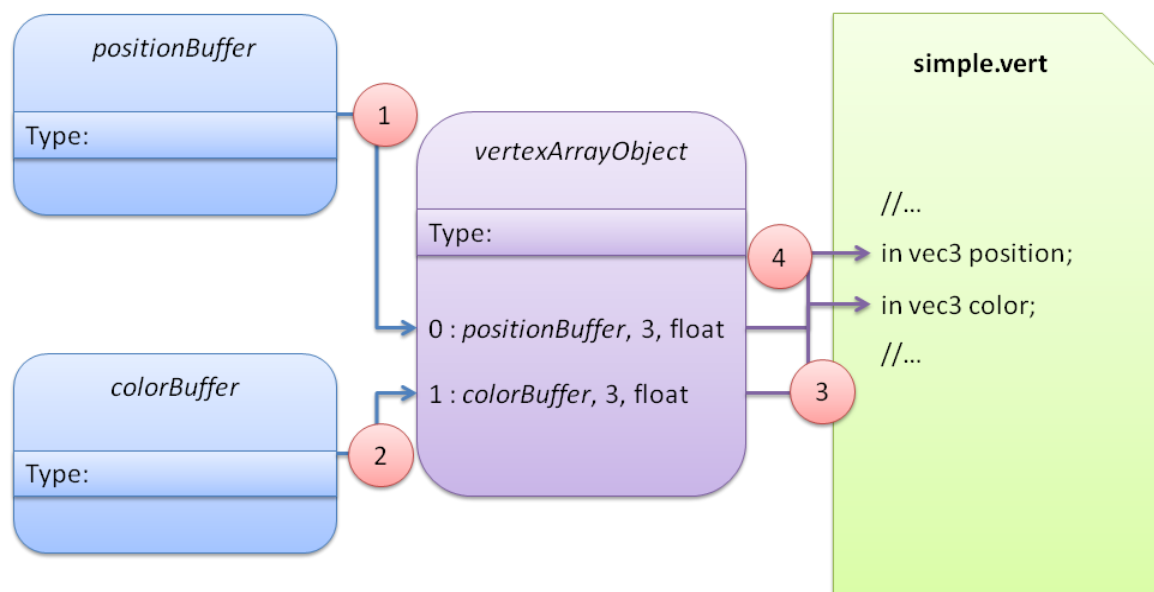 positionBuffer
Type:
1
colorBuffer
Type:
2
vertexArrayObject
Type:
0 : positionBuffer, 3, float
1 : colorBuffer, 3, float
4
3
simple.vert
//…
in vec3 position;
in vec3 color;
//…